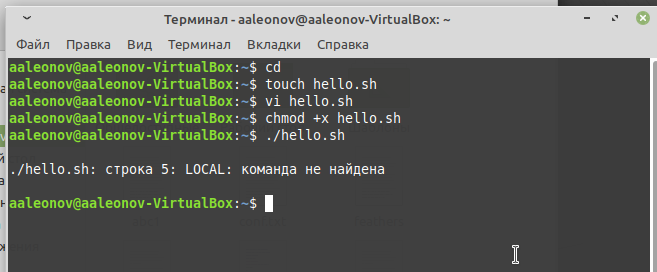 Терминал - aaleonov@aaleonov-VirtualBox: ~
Файл Правка Вид Терминал Вкладки Справка
aaleonov@aaleonov-VirtualBox:~$ cd
aaleonov@aaleonov-VirtualBox:~$ touch hello.sh
aaleonov@aaleonov-VirtualBox:~$ vi hello.sh
aaleonov@aaleonov-VirtualBox:~$ chmod +x hello.sh
aaleonov@aaleonov-VirtualBox:~$ ./hello.sh
./hello.sh: строка 5: LOCAL: команда не найдена
aaleonov@aaleonov-VirtualBox:~$